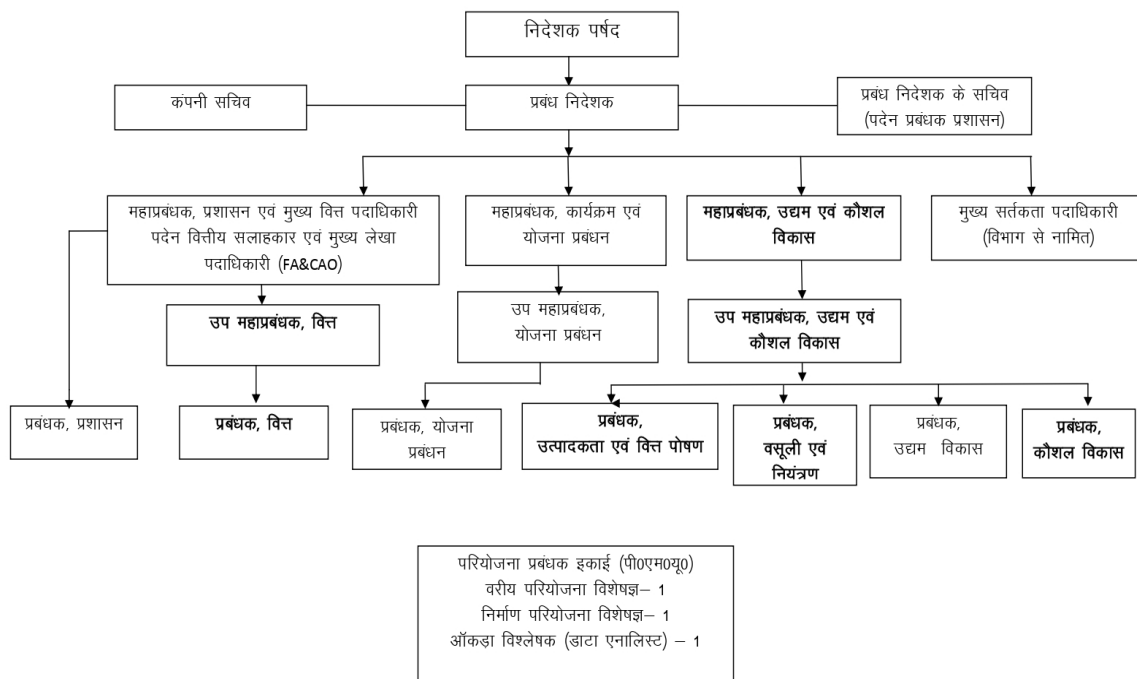 निदेशक पर्षद
कंपनी सचिव
प्रबंध निदेशक
प्रबंध निदेशक के सचिव
(पदेन प्रबंधक प्रशासन)
महाप्रबंधक, प्रशासन एवं मुख्य वित्त पदाधिकारी
पदेन वित्तीय सलाहकार एवं मुख्य लेखा
पदाधिकारी (FA&CAO)
महाप्रबंधक, कार्यक्रम एवं
योजना प्रबंधन
महाप्रबंधक, उद्यम एवं कौशल
विकास
मुख्य सर्तकता पदाधिकारी
(विभाग से नामित)
उप महाप्रबंधक, वित्त
उप महाप्रबंधक,
योजना प्रबंधन
उप महाप्रबंधक, उद्यम एवं
कौशल विकास
प्रबंधक, प्रशासन
प्रबंधक, वित्त
प्रबंधक, योजना
प्रबंधन
प्रबंधक,
उत्पादकता एवं वित्त पोषण
प्रबंधक,
वसूली एवं
नियंत्रण
प्रबंधक,
उद्यम विकास
प्रबंधक,
कौशल विकास
परियोजना प्रबंधक इकाई (पी0एम0यू0)
वरीय परियोजना विशेषज्ञ– 1
निर्माण परियोजना विशेषज्ञ– 1
ऑकड़ा विश्लेषक (डाटा एनालिस्ट) – 1